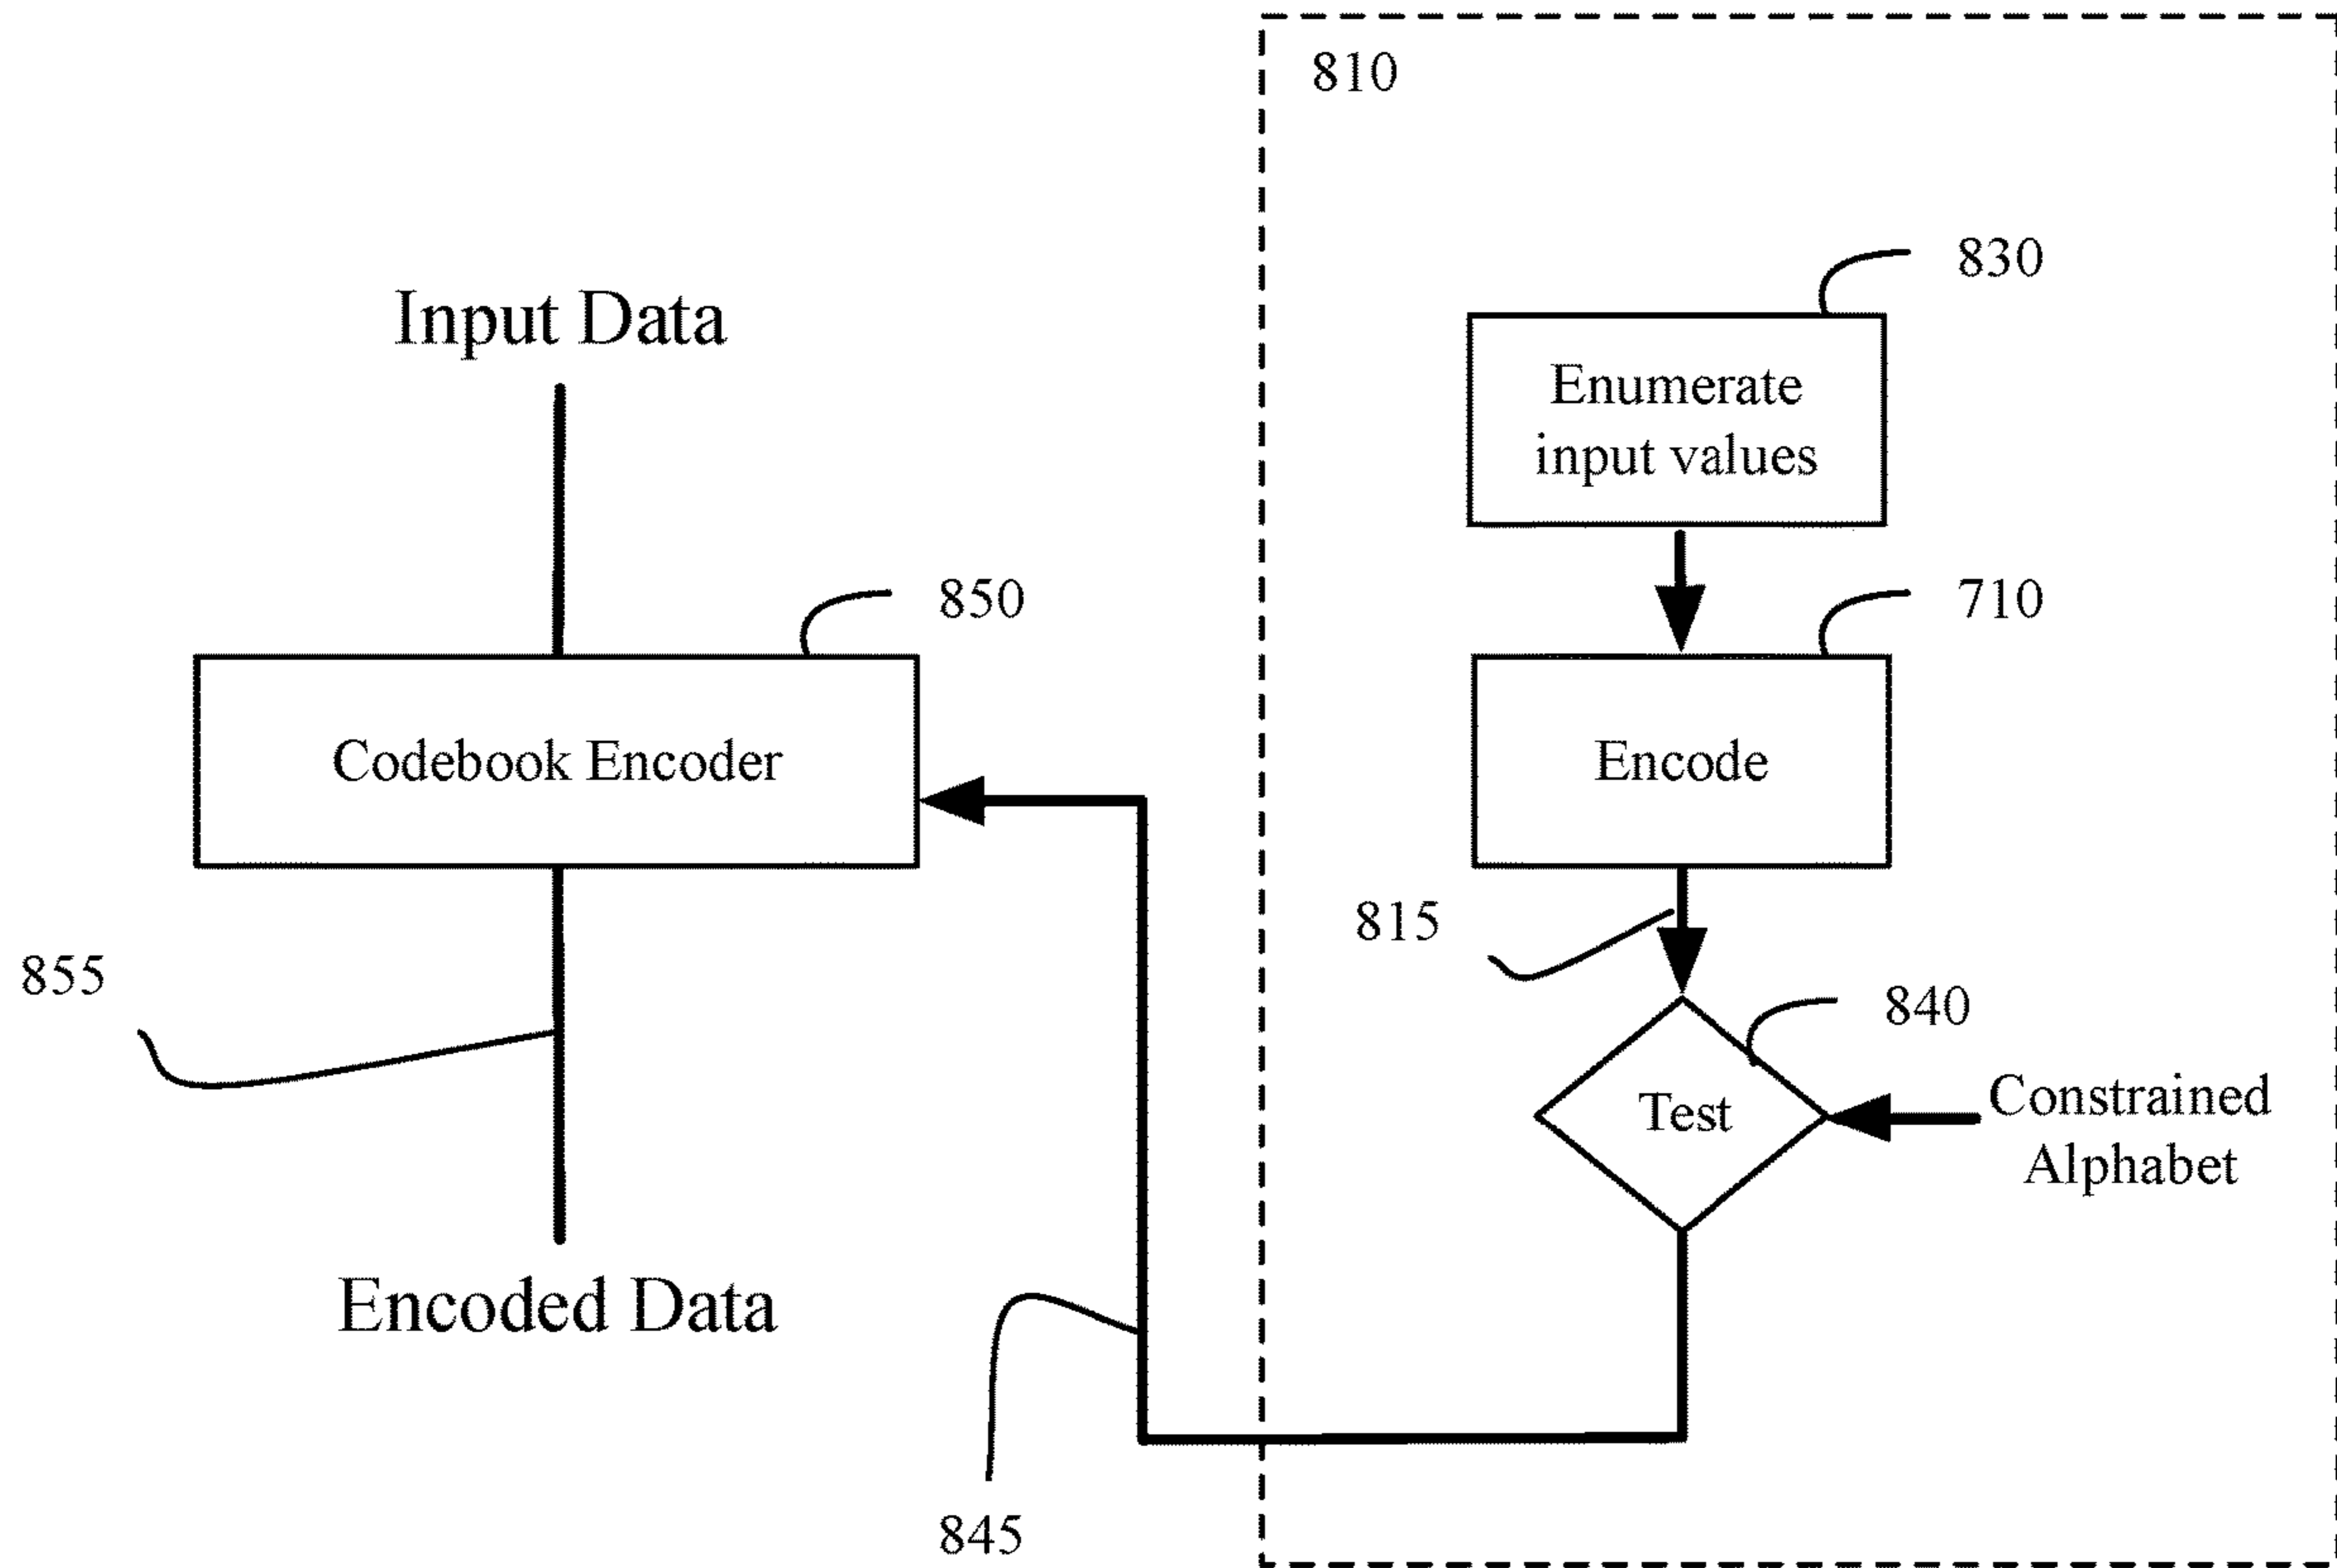 810
830
Input Data
Enumerate
input values
850
710
Codebook Encoder
Encode
815
855
840
Test
Constrained
Alphabet
Encoded Data
845